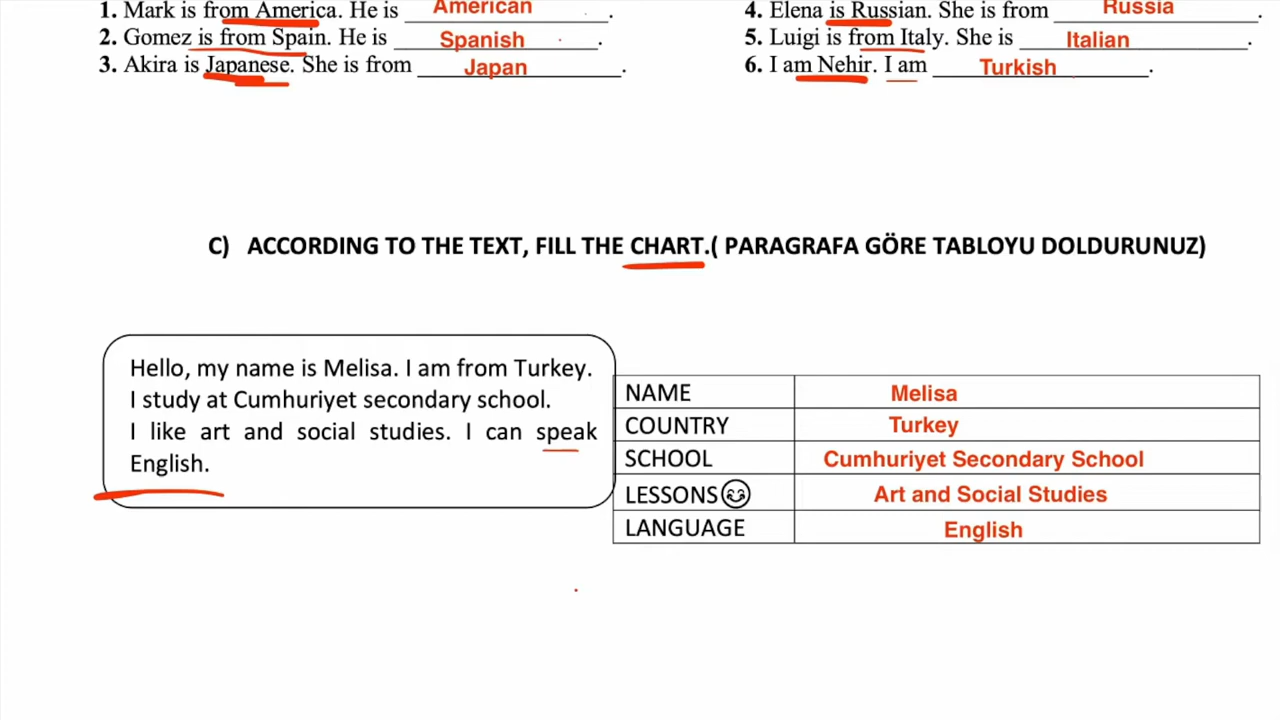 1. Mark is from America. He is American.
4. Elena is Russian. She is from Russia.
2. Gomez is from Spain. He is Spanish.
5. Luigi is from Italy. She is Italian.
3. Akira is Japanese. She is from Japan.
6. I am Nehir. I am Turkish.
C) ACCORDING TO THE TEXT, FILL THE CHART.( PARAGRAFA GÖRE TABLOYU DOLDURUNUZ)
Hello, my name is Melisa. I am from Turkey.
I study at Cumhuriyet secondary school.
I like art and social studies. I can speak
English.
NAME Melisa
COUNTRY Turkey
SCHOOL Cumhuriyet Secondary School
LESSONS😊 Art and Social Studies
LANGUAGE English